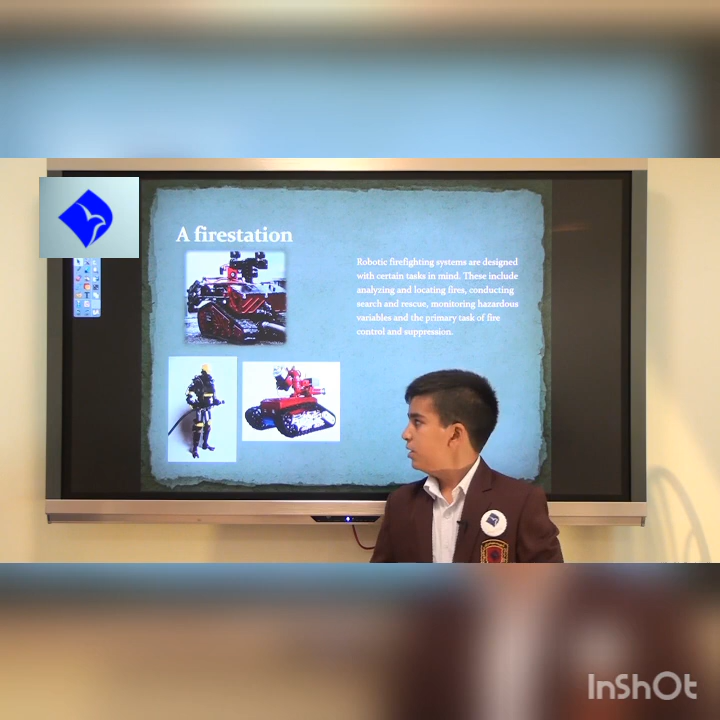 A firestation
Robotic firefighting systems are designed
with certain tasks in mind. These include
analyzing and locating fires, conducting
search and rescue, monitoring hazardous
variables and the primary task of fire
control and suppression.
InShOt